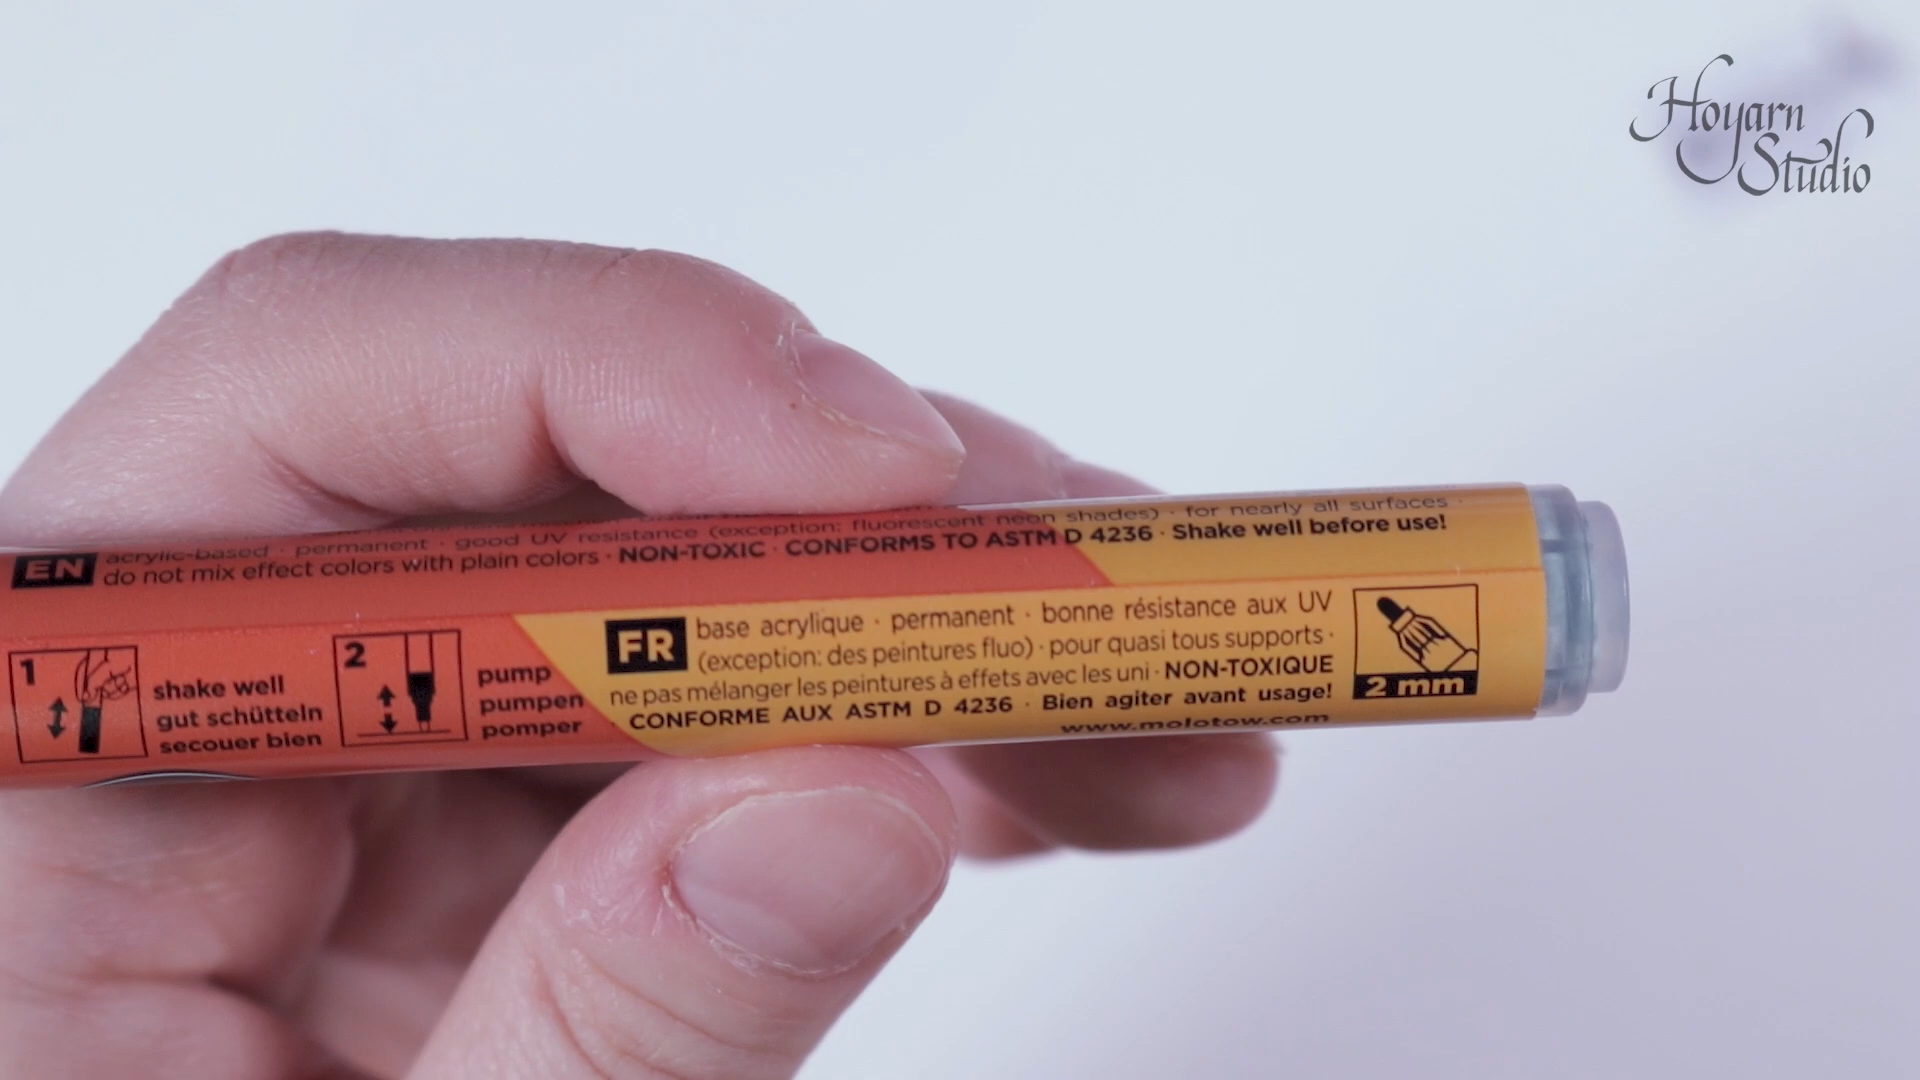 Hoyarn
Studio
EN
acrylic-based · permanent · good UV resistance (exception: fluorescent neon shades) · for nearly all surfaces ·
do not mix effect colors with plain colors · NON-TOXIC · CONFORMS TO ASTM D 4236 · Shake well before use!
1
shake well
gut schütteln
secouer bien
2
pump
pumpen
pomper
FR
base acrylique · permanent · bonne résistance aux UV
(exception: des peintures fluo) · pour quasi tous supports ·
ne pas mélanger les peintures à effets avec les uni · NON-TOXIQUE
· CONFORME AUX ASTM D 4236 · Bien agiter avant usage!
www.molotow.com
2 mm